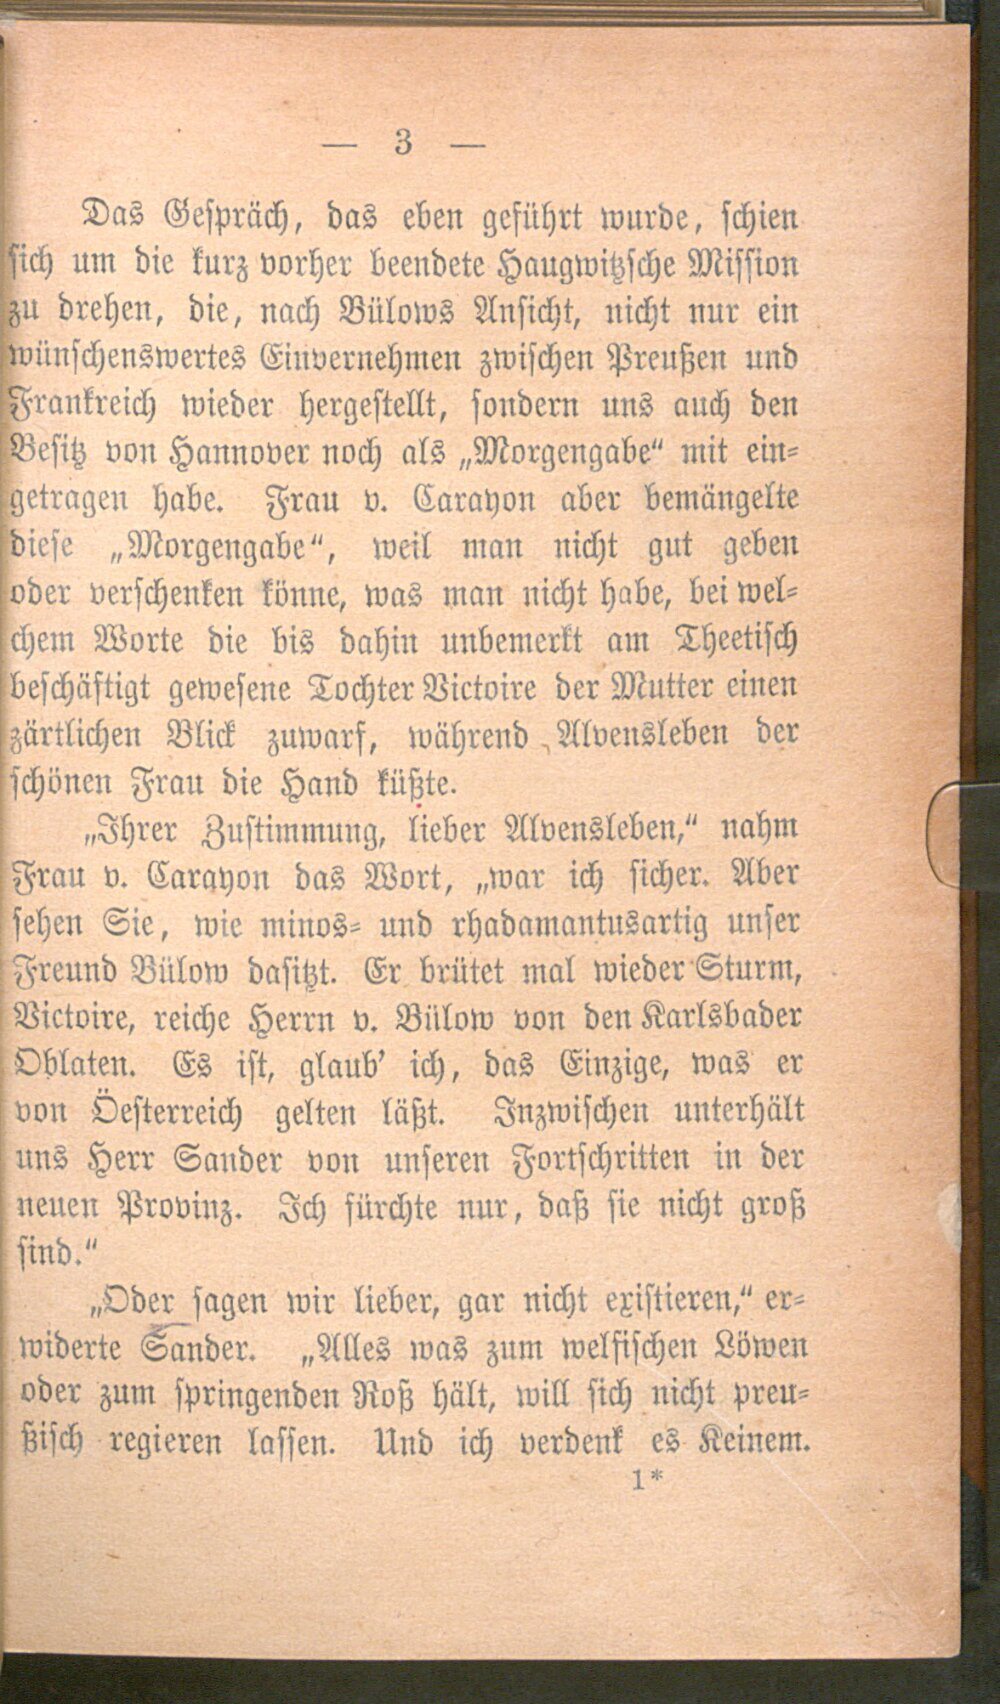 — 3 —
Das Gespräch, das eben geführt wurde, schien
sich um die kurz vorher beendete Haugwitzsche Mission
zu drehen, die, nach Bülows Ansicht, nicht nur ein
wünschenswertes Einvernehmen zwischen Preußen und
Frankreich wieder hergestellt, sondern uns auch den
Besitz von Hannover noch als „Morgengabe“ mit ein-
getragen habe. Frau v. Carayon aber bemängelte
diese „Morgengabe“, weil man nicht gut geben
oder verschenken könne, was man nicht habe, bei wel-
chem Worte die bis dahin unbemerkt am Theetisch
beschäftigt gewesene Tochter Victoire der Mutter einen
zärtlichen Blick zuwarf, während Alvensleben der
schönen Frau die Hand küßte.
„Ihrer Zustimmung, lieber Alvensleben,“ nahm
Frau v. Carayon das Wort, „war ich sicher. Aber
sehen Sie, wie minos- und rhadamantusartig unser
Freund Bülow dasitzt. Er brütet mal wieder Sturm,
Victoire, reiche Herrn v. Bülow von den Karlsbader
Oblaten. Es ist, glaub’ ich, das Einzige, was er
von Öesterreich gelten läßt. Inzwischen unterhält
uns Herr Sander von unseren Fortschritten in der
neuen Provinz. Ich fürchte nur, daß sie nicht groß
sind.“
„Oder sagen wir lieber, gar nicht existieren,“ er-
widerte Sander. „Alles was zum welfischen Löwen
oder zum springenden Roß hält, will sich nicht preu-
ßisch regieren lassen. Und ich verdenk es Keinem.
1*